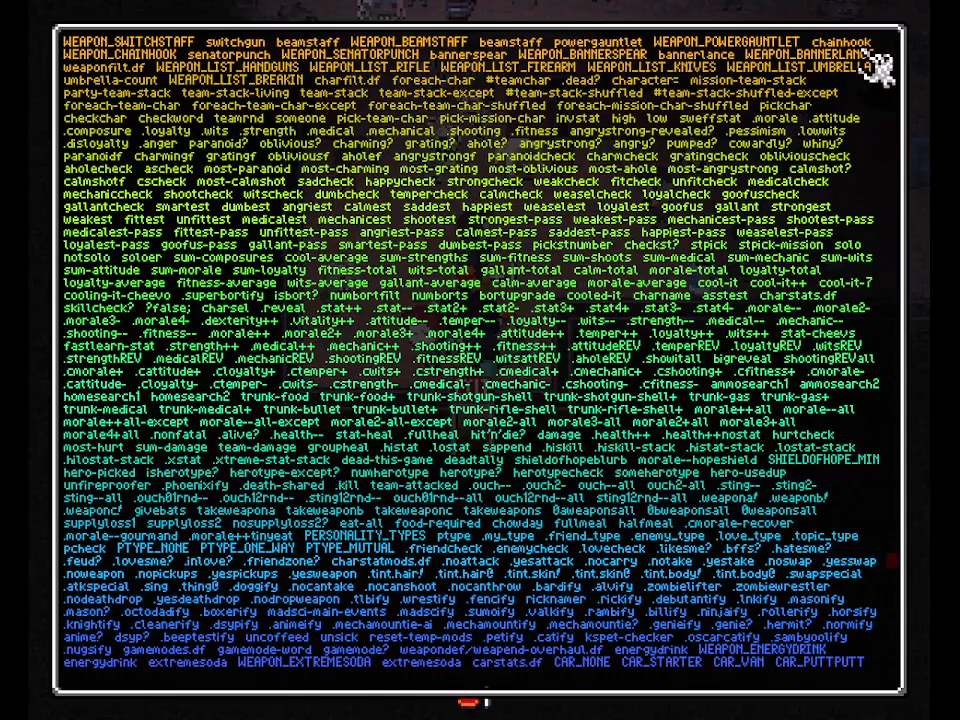 WEAPON_SWITCHSTAFF switchgun beamstaff WEAPON_BEAMSTAFF beamstaff powergauntlet WEAPON_POWERGAUNTLET chainhook
WEAPON_CHAINHOOK senatorpunch WEAPON_SENATORPUNCH bannerspear WEAPON_BANNERSPEAR bannerlance WEAPON_BANNERLANC
weaponfilt.df WEAPON_LIST_HANDGUNS WEAPON_LIST_RIFLE WEAPON_LIST_FIREARM WEAPON_LIST_KNIVES WEAPON_LIST_UMBRELLA
umbrella-count WEAPON_LIST_BREAKIN charfilt.df foreach-char #teamchar .dead? character= mission-team-stack
party-team-stack team-stack-living team-stack team-stack-except #team-stack-shuffled #team-stack-shuffled-except
foreach-team-char foreach-team-char-except foreach-team-char-shuffled foreach-mission-char-shuffled pickchar
checkchar checkword teamrnd someone pick-team-char pick-mission-char invstat high low sweffstat .morale .attitude
.composure .loyalty .wits .strength .medical .mechanical .shooting .fitness angrystrong-revealed? .pessimism .lowwits
.disloyalty .anger paranoid? oblivious? charming? grating? ahole? angrystrong? angry? pumped? cowardly? whiny?
paranoidf charmingf gratingf obliviousf aholef angrystrongf paranoidcheck charmcheck gratingcheck obliviouscheck
aholecheck ascheck most-paranoid most-charming most-grating most-oblivious most-ahole most-angrystrong calmshot?
calmshotf cscheck most-calmshot sadcheck happycheck strongcheck weakcheck fitcheck unfitcheck medicalcheck
mechaniccheck shootcheck witscheck dumbcheck tempercheck calmcheck weaselcheck loyalcheck goofuscheck
gallantcheck smartest dumbest angriest calmest saddest happiest weaselest loyalest goofus gallant strongest
weakest fittest unfittest medicalest mechanicest shootest strongest-pass weakest-pass mechanicest-pass shootest-pass
medicalest-pass fittest-pass unfittest-pass angriest-pass calmest-pass saddest-pass happiest-pass weaselest-pass
loyalest-pass goofus-pass gallant-pass smartest-pass dumbest-pass pickstnumber checkst? stpick stpick-mission solo
notsolo soloer sum-composures cool-average sum-strengths sum-fitness sum-shoots sum-medical sum-mechanic sum-wits
sum-attitude sum-morale sum-loyalty fitness-total wits-total gallant-total calm-total morale-total loyalty-total
loyalty-average fitness-average wits-average gallant-average calm-average morale-average cool-it cool-it++ cool-it-7
cooling-it-cheevo .superbortify isbort? numbortfilt numborts bortupgrade cooled-it charname asstest charstats.df
skillcheck? ?false; charsel .reveal .stat++ .stat-- .stat2+ .stat2- .stat3+ .stat4+ .stat3- .stat4- .morale-- .morale2-
.morale3- .morale4- .dexterity++ .vitality++ .attitude-- .temper-- .loyalty-- .wits-- .strength-- .medical-- .mechanic--
.shooting-- .fitness-- .morale++ .morale2+ .morale3+ .morale4+ .attitude++ .temper++ .loyalty++ .wits++ stat-cheevs
fastlearn-stat .strength++ .medical++ .mechanic++ .shooting++ .fitness++ .attitudeREV .temperREV .loyaltyREV .witsREV
.strengthREV .medicalREV .mechanicREV .shootingREV .fitnessREV .witsattREV .aholeREV .showitall bigreveal shootingREVall
.cmorale+ .cattitude+ .cloyalty+ .ctemper+ .cwits+ .cstrength+ .cmedical+ .cmechanic+ .cshooting+ .cfitness+ .cmorale-
.cattitude- .cloyalty- .ctemper- .cwits- .cstrength- .cmedical- .cmechanic- .cshooting- .cfitness- ammosearch1 ammosearch2
homesearch1 homesearch2 trunk-food trunk-food+ trunk-shotgun-shell trunk-shotgun-shell+ trunk-gas trunk-gas+
trunk-medical trunk-medical+ trunk-bullet trunk-bullet+ trunk-rifle-shell trunk-rifle-shell+ morale++all morale--all
morale++all-except morale--all-except morale2-all-except morale2-all morale3-all morale2+all morale3+all
morale4+all .nonfatal .alive? .health-- stat-heal .fullheal hit'n'die? damage .health++ .health++nostat hurtcheck
most-hurt sum-damage team-damage groupheal .histat .lostat sappend .hiskill .hiskill-stack .histat-stack .lostat-stack
.hilostat-stack .xstat .xtreme-stat-stack dead-this-game deadtally shieldofhopeblurb morale--hopeshield SHIELDOFHOPE_MIN
hero-picked isherotype? herotype-except? numherotype herotype? herotypecheck someherotype hero-usedup
unfireproofer .phoenixify .death-shared .kill team-attacked .ouch-- .ouch2- ouch--all ouch2-all .sting-- .sting2-
sting--all .ouch01rnd-- .ouch12rnd-- .sting12rnd-- ouch01rnd--all ouch12rnd--all sting12rnd--all .weapona! .weaponb!
.weaponc! givebats takeweapona takeweaponb takeweaponc takeweapons 0aweaponsall 0bweaponsall 0weaponsall
supplyloss1 supplyloss2 nosupplyloss2? eat-all food-required chowday fullmeal halfmeal .cmorale-recover
.morale--gourmand .morale++tinyeat PERSONALITY_TYPES ptype .my_type .friend_type .enemy_type .love_type .topic_type
pcheck PTYPE_NONE PTYPE_ONE_WAY PTYPE_MUTUAL .friendcheck .enemycheck .lovecheck .likesme? .bffs? .hatesme?
.feud? .lovesme? .inlove? .friendzone? charstatmods.df .noattack .yesattack .nocarry .notake .yestake .noswap .yesswap
.noweapon .nopickups .yespickups .yesweapon .tint.hair! .tint.hair@ .tint.skin! .tint.skin@ .tint.body! .tint.body@ .swapspecial
.atkspecial .sing .thing@ .doggify .nocantake .nocanshoot .nocanthrow .bardify .alvify .zombielifter .zombiewrestler
.nodeathdrop .yesdeathdrop .nodropweapon .tlbify .wrestify .fencify ricknamer .rickify .debutantify .linkify .masonify
.mason? .octodadify .boxerify madsci-main-events .madscify .sumoify .valkify .rambify .billify .ninjaify .rollerify .horsify
.knightify .cleanerify .dsypify .animeify .mechamountie-ai .mechamountify .mechamountie? .genieify .genie? .hermit? .normify
anime? dsyp? .beeptestify uncoffeed unsick reset-temp-mods .petify .catify kspet-checker .oscarcatify .sambyoolify
.nugsify gamemodes.df gamemode-word gamemode? weapondef/weapend-overhaul.df energydrink WEAPON_ENERGYDRINK
energydrink extremesoda WEAPON_EXTREMESODA extremesoda carstats.df CAR_NONE CAR_STARTER CAR_VAN CAR_PUTTPUTT